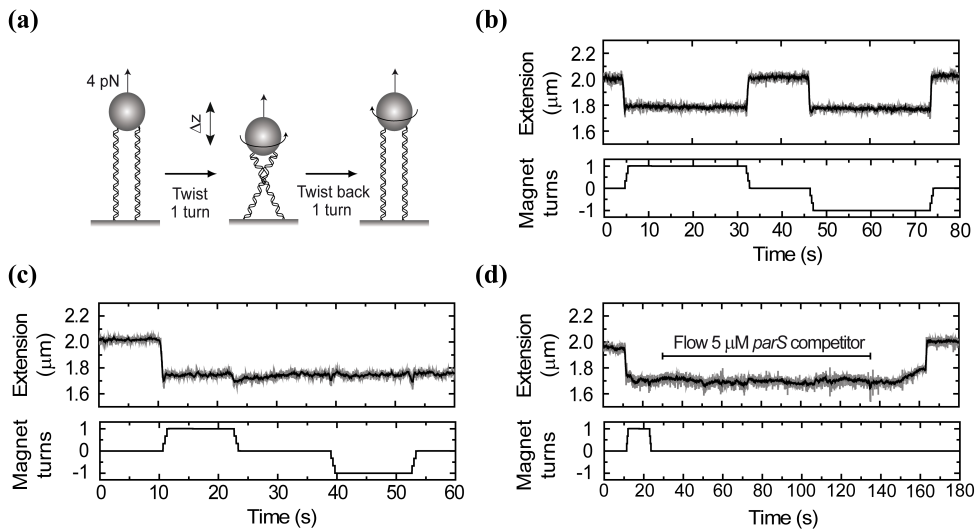 (a)
4 pN
Δz
Twist
1 turn
Twist back
1 turn
(b)
Extension
(μm)
2.2
2.0
1.8
1.6
Magnet
turns
1
0
-1
0 10 20 30 40 50 60 70 80
Time (s)
(c)
Extension
(μm)
2.2
2.0
1.8
1.6
Magnet
turns
1
0
-1
0 10 20 30 40 50 60
Time (s)
(d)
Extension
(μm)
2.2
2.0
1.8
1.6
Flow 5 μM parS competitor
Magnet
turns
1
0
-1
0 20 40 60 80 100 120 140 160 180
Time (s)